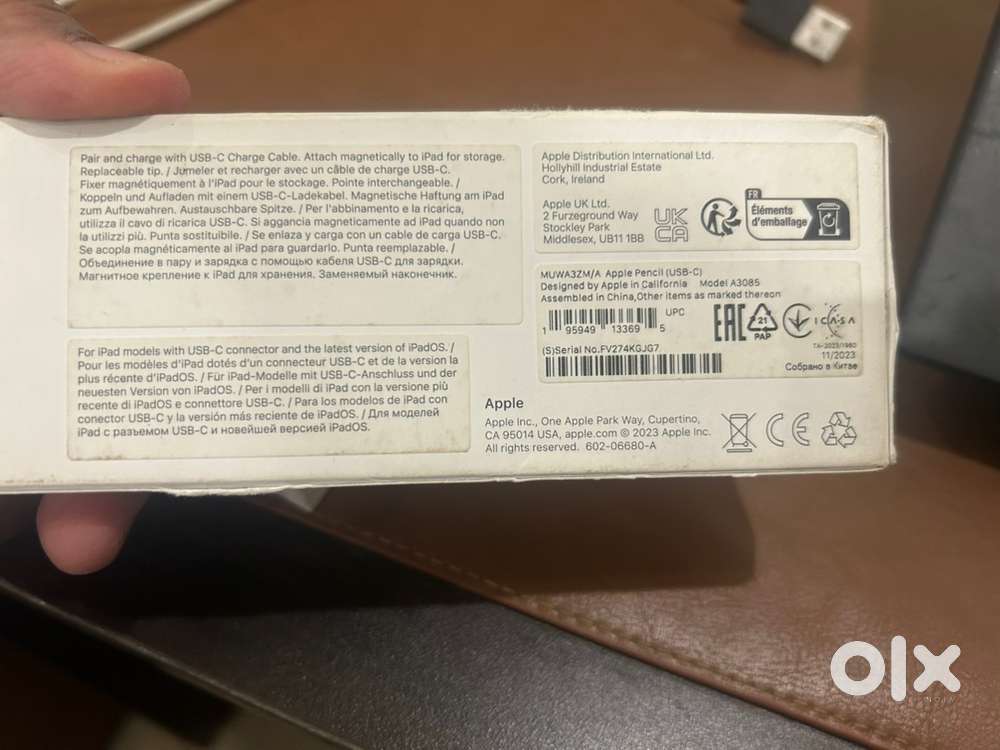 Pair and charge with USB-C Charge Cable. Attach magnetically to iPad for storage.
Replaceable tip. / Jumeler et recharger avec un câble de charge USB-C.
Fixer magnétiquement à l'iPad pour le stockage. Pointe interchangeable. /
Koppeln und Aufladen mit einem USB-C-Ladekabel. Magnetische Haftung am iPad
zum Aufbewahren. Austauschbare Spitze. / Per l'abbinamento e la ricarica,
utilizza il cavo di ricarica USB-C. Si aggancia magneticamente ad iPad quando non
la utilizzi più. Punta sostituibile. / Se enlaza y carga con un cable de carga USB-C.
Se acopla magnéticamente al iPad para guardarlo. Punta reemplazable. /
Объединение в пару и зарядка с помощью кабеля USB-C для зарядки.
Магнитное крепление к iPad для хранения. Заменяемый наконечник.
For iPad models with USB-C connector and the latest version of iPadOS. /
Pour les modèles d'iPad dotés d'un connecteur USB-C et de la version la
plus récente d'iPadOS. / Für iPad-Modelle mit USB-C-Anschluss und der
neuesten Version von iPadOS. / Per i modelli di iPad con la versione più
recente di iPadOS e connettore USB-C. / Para los modelos de iPad con
conector USB-C y la versión más reciente de iPadOS. / Для моделей
iPad с разъемом USB-C и новейшей версией iPadOS.
Apple Distribution International Ltd.
Hollyhill Industrial Estate
Cork, Ireland
Apple UK Ltd.
2 Furzeground Way
Stockley Park
Middlesex, UB11 1BB
UK
CA
FR
Éléments
d'emballage
MUWA3ZM/A Apple Pencil (USB-C)
Designed by Apple in California Model A3085
Assembled in China,Other items as marked thereon
UPC
1 95949 13369 5
(S)Serial No.FV274KGJG7
EAC
21
PAP
ICASA
TA-2023/1980
11/2023
Собрано в Китае
Apple
Apple Inc., One Apple Park Way, Cupertino,
CA 95014 USA, apple.com © 2023 Apple Inc.
All rights reserved. 602-06680-A
CE
olx